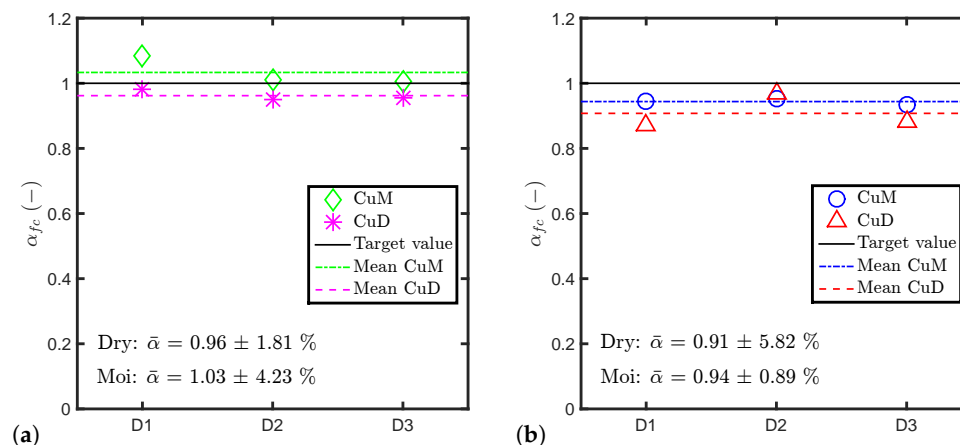 1.2
1
0.8
0.6
0.4
0.2
0
α_fc (−)
CuM
CuD
Target value
Mean CuM
Mean CuD
Dry: ᾱ = 0.96 ± 1.81 %
Moi: ᾱ = 1.03 ± 4.23 %
D1 D2 D3
(a)
1.2
1
0.8
0.6
0.4
0.2
0
α_fc (−)
CuM
CuD
Target value
Mean CuM
Mean CuD
Dry: ᾱ = 0.91 ± 5.82 %
Moi: ᾱ = 0.94 ± 0.89 %
D1 D2 D3
(b)